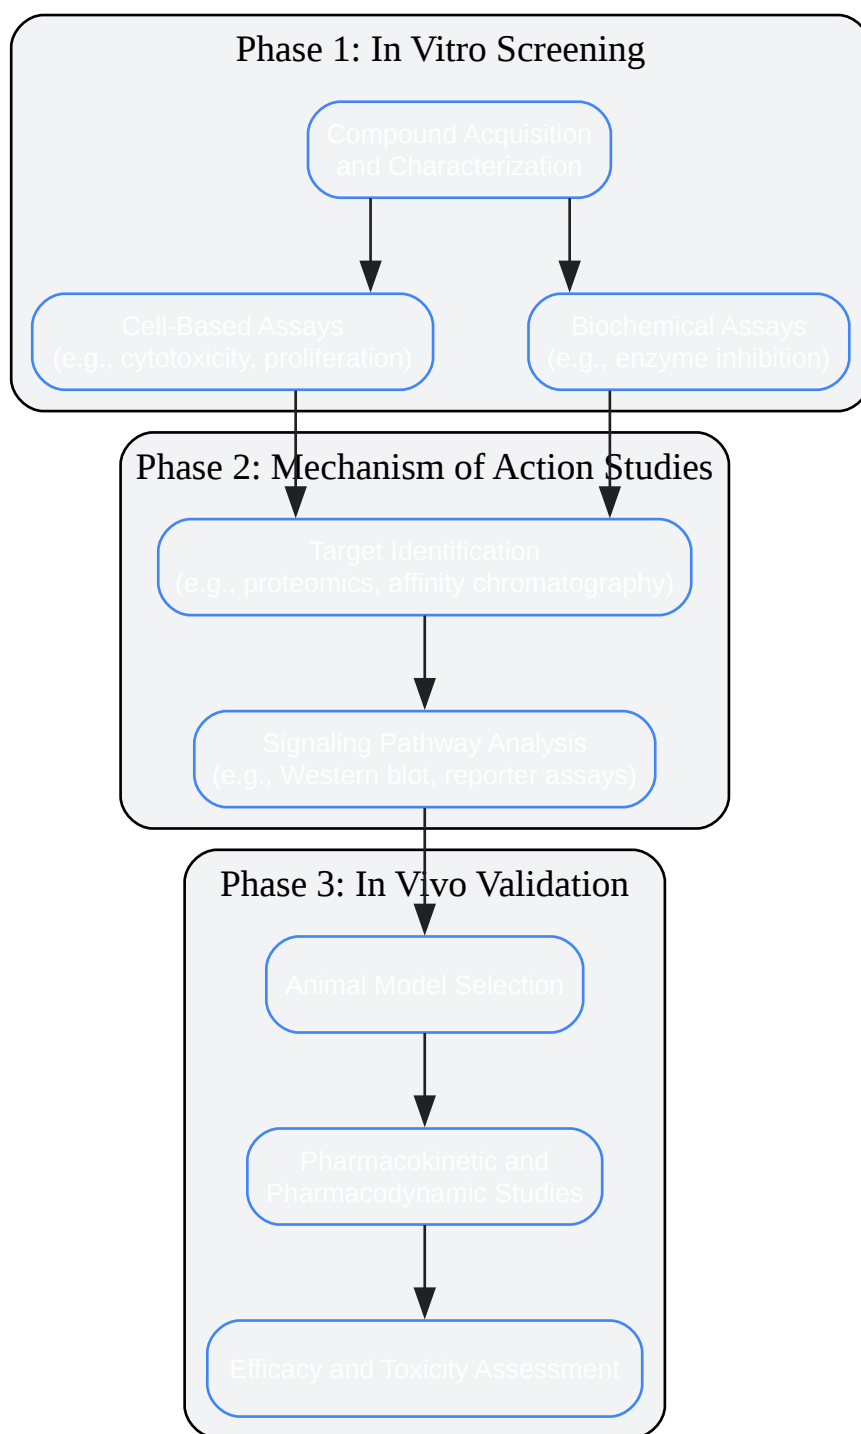 Phase 1: In Vitro Screening
Compound Acquisition
and Characterization
Cell-Based Assays
(e.g., cytotoxicity, proliferation)
Biochemical Assays
(e.g., enzyme inhibition)
Phase 2: Mechanism of Action Studies
Target Identification
(e.g., proteomics, affinity chromatography)
Signaling Pathway Analysis
(e.g., Western blot, reporter assays)
Phase 3: In Vivo Validation
Animal Model Selection
Pharmacokinetic and
Pharmacodynamic Studies
Efficacy and Toxicity Assessment